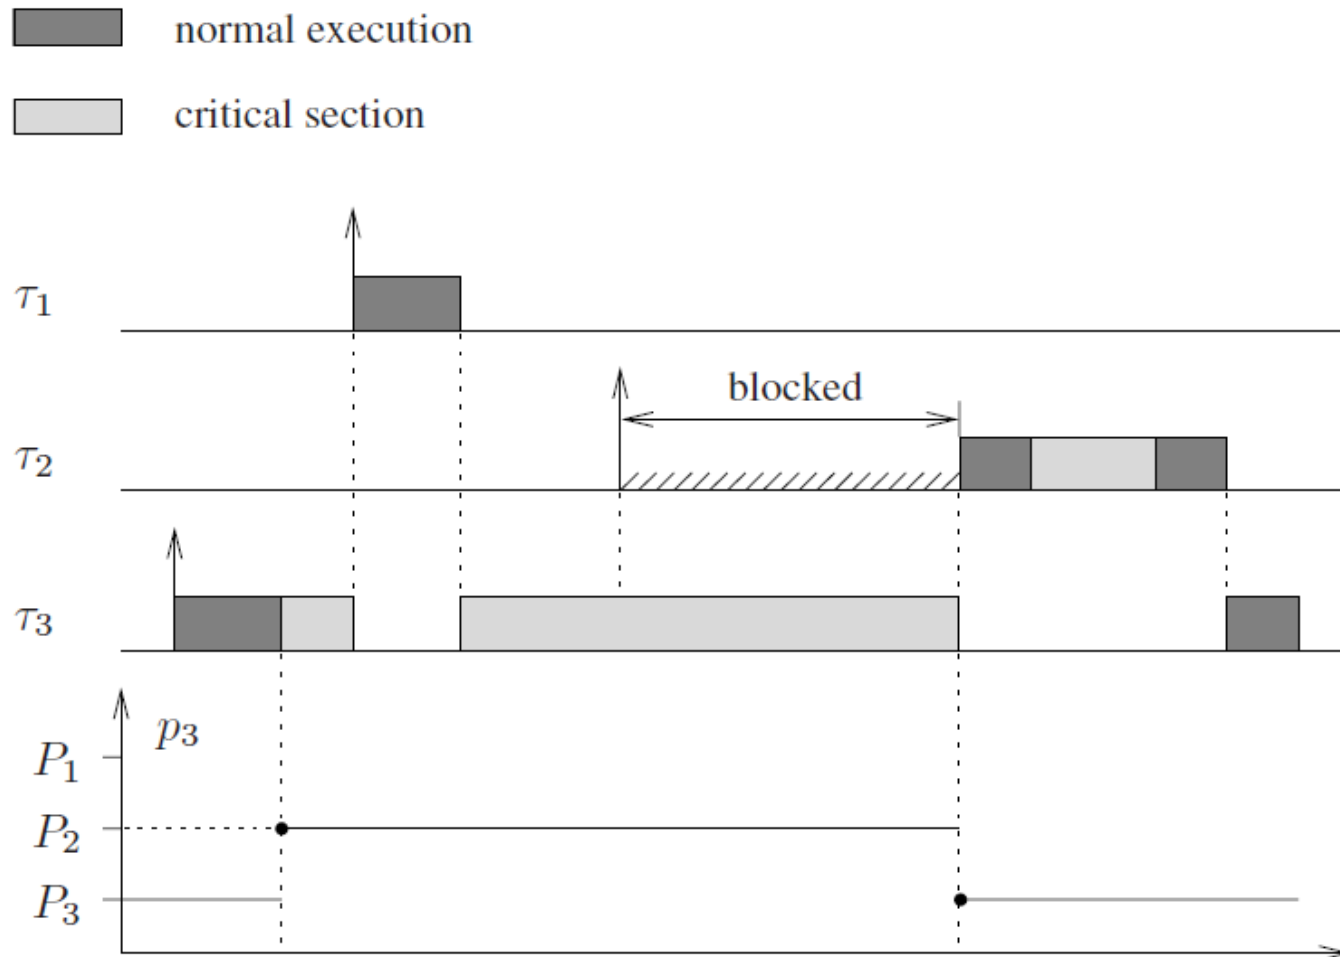 normal execution
critical section
τ1
blocked
τ2
τ3
p3
P1
P2
P3